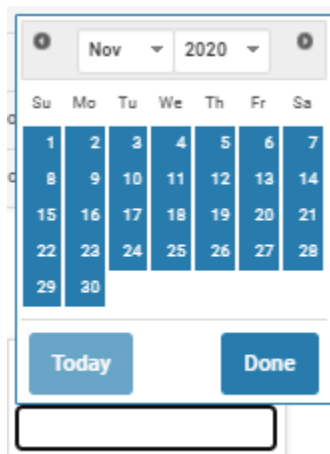 Nov 2020
Su Mo Tu We Th Fr Sa
1 2 3 4 5 6 7
8 9 10 11 12 13 14
15 16 17 18 19 20 21
22 23 24 25 26 27 28
29 30
Today Done